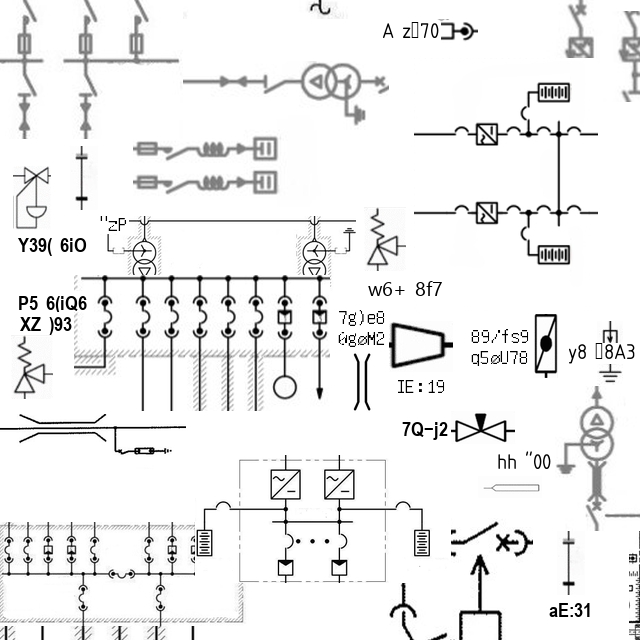 A z▯70
"zP
Y39( 6iO
w6+ 8f7
P5 6(iQ6
XZ )93
7g)e8
89/'fs9
q5øU78
y8 ▯8A3
IE:19
7Q-j2
hh "00
aE:31